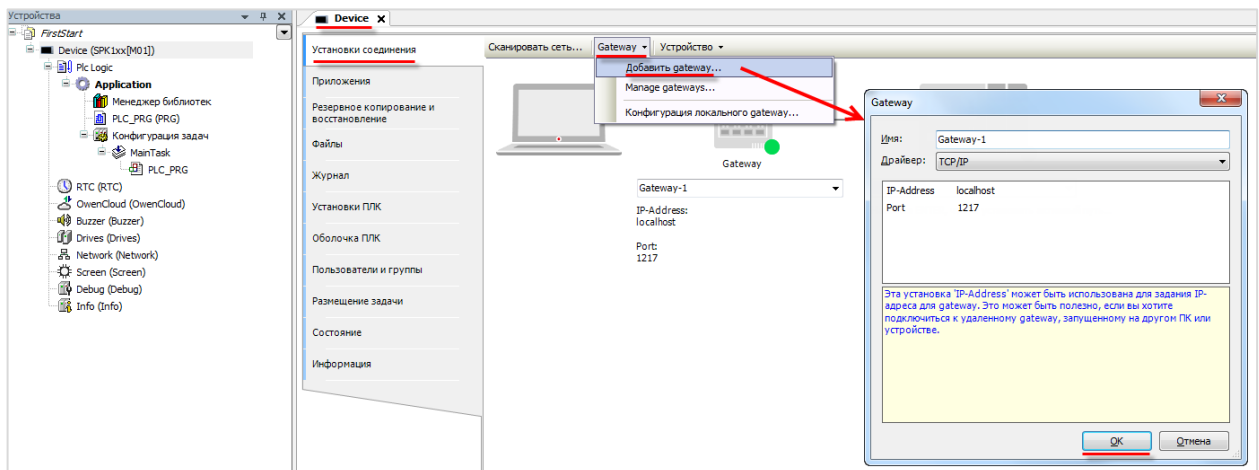 Устройства
FirstStart
Device (SPK1xx[M01])
Plc Logic
Application
Менеджер библиотек
PLC_PRG (PRG)
Конфигурация задач
MainTask
PLC_PRG
RTC (RTC)
OwenCloud (OwenCloud)
Buzzer (Buzzer)
Drives (Drives)
Network (Network)
Screen (Screen)
Debug (Debug)
Info (Info)
Device
Установки соединения
Приложения
Резервное копирование и
восстановление
Файлы
Журнал
Установки ПЛК
Оболочка ПЛК
Пользователи и группы
Размещение задачи
Состояние
Информация
Сканировать сеть... Gateway Устройство
Добавить gateway...
Manage gateways...
Конфигурация локального gateway...
Gateway
Gateway-1
IP-Address:
localhost
Port:
1217
Gateway
Имя: Gateway-1
Драйвер: TCP/IP
IP-Address localhost
Port 1217
Эта установка 'IP-Address' может быть использована для задания IP-
адреса для gateway. Это может быть полезно, если вы хотите
подключиться к удаленному gateway, запущенному на другом ПК или
устройстве.
OK Отмена